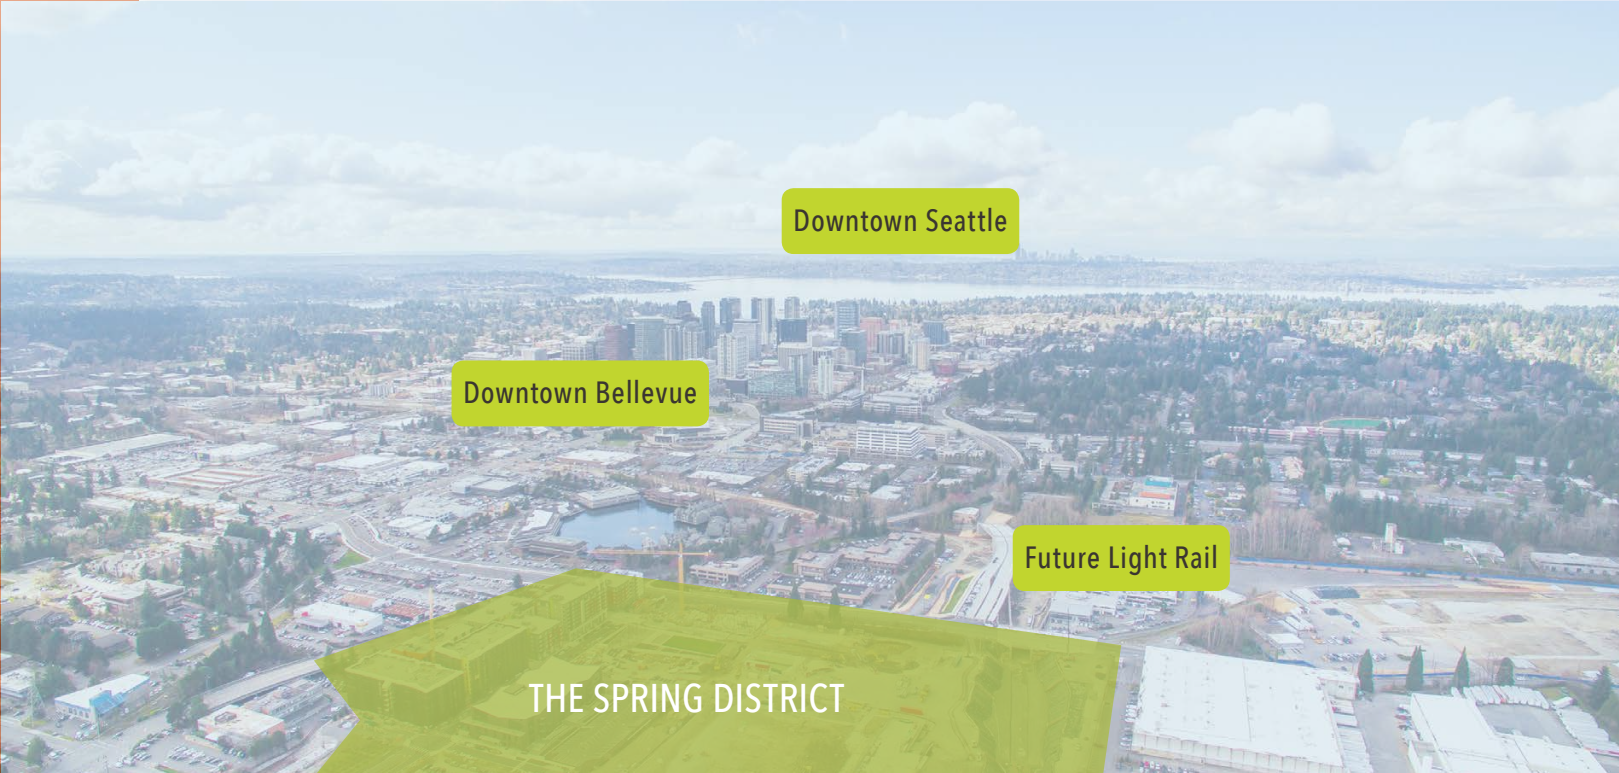 Downtown Seattle
Downtown Bellevue
Future Light Rail
THE SPRING DISTRICT